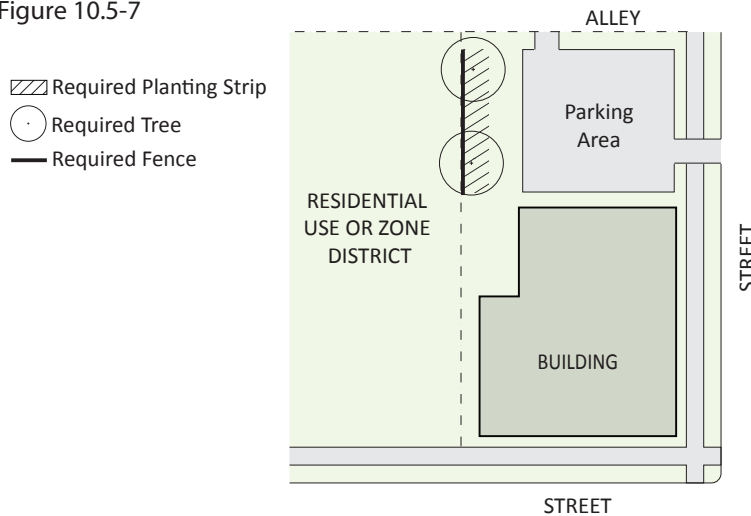 Figure 10.5-7
Required Planting Strip
Required Tree
Required Fence
ALLEY
Parking
Area
RESIDENTIAL
USE OR ZONE
DISTRICT
STREET
BUILDING
STREET